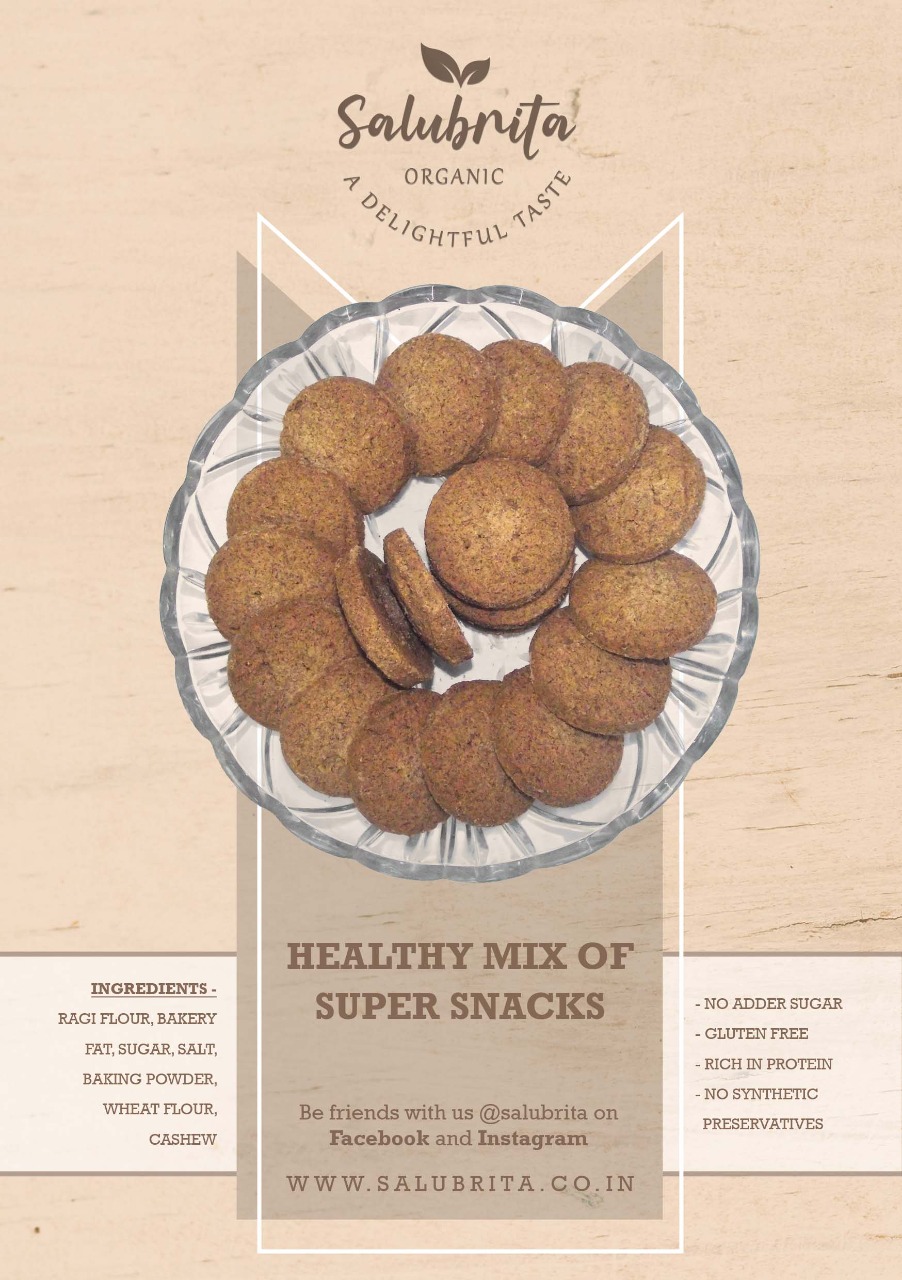 Salubrita
ORGANIC
A DELIGHTFUL TASTE
HEALTHY MIX OF
SUPER SNACKS
INGREDIENTS -
RAGI FLOUR, BAKERY
FAT, SUGAR, SALT,
BAKING POWDER,
WHEAT FLOUR,
CASHEW
- NO ADDER SUGAR
- GLUTEN FREE
- RICH IN PROTEIN
- NO SYNTHETIC
PRESERVATIVES
Be friends with us @salubrita on
Facebook and Instagram
WWW.SALUBRITA.CO.IN